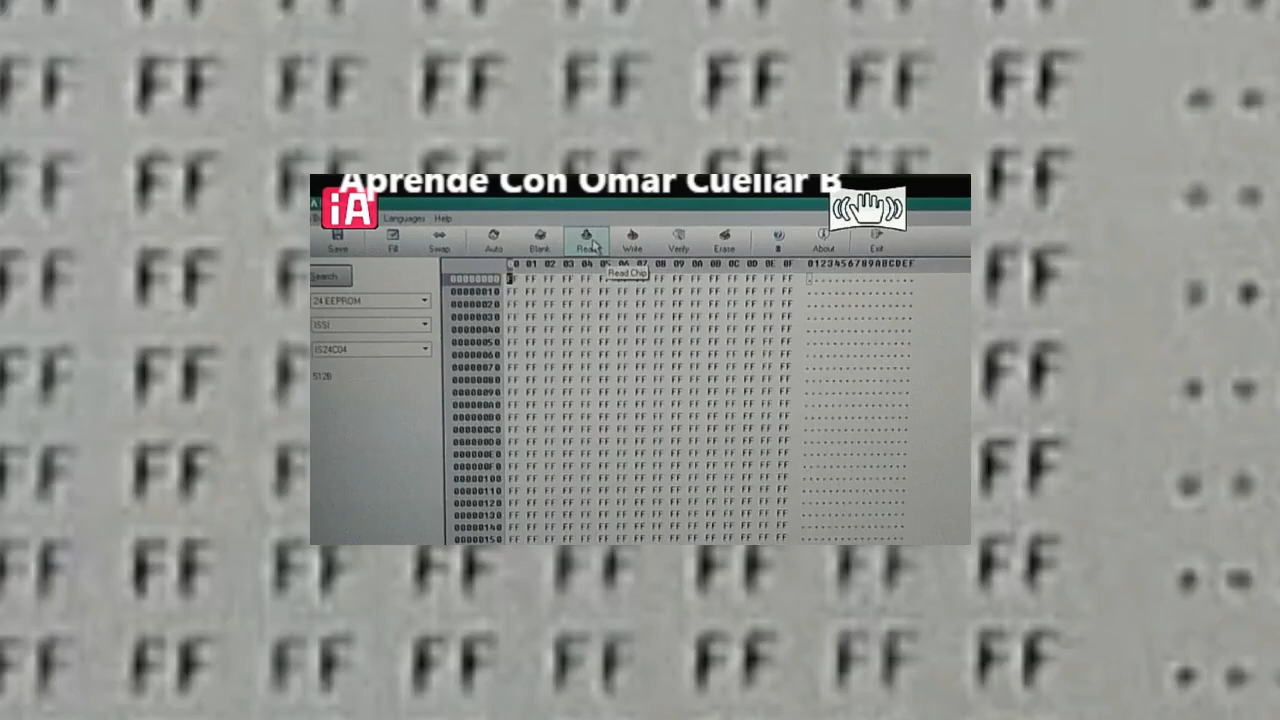 Aprende Con Omar Cuellar B
iA
Languages Help
Save Fill Swap Auto Blank Read Write Verify Erase About Exit
01 02 03 04 05 06 07 08 09 0A 0B 0C 0D 0E 0F 0123456789ABCDEF
Read Chip
Search
24 EEPROM
ISSI
IS24C04
512B
00000000 FF FF FF FF FF FF FF FF FF FF FF FF FF FF FF
00000010 FF FF FF FF FF FF FF FF FF FF FF FF FF FF FF FF
00000020 FF FF FF FF FF FF FF FF FF FF FF FF FF FF FF FF
00000030 FF FF FF FF FF FF FF FF FF FF FF FF FF FF FF FF
00000040 FF FF FF FF FF FF FF FF FF FF FF FF FF FF FF FF
00000050 FF FF FF FF FF FF FF FF FF FF FF FF FF FF FF FF
00000060 FF FF FF FF FF FF FF FF FF FF FF FF FF FF FF FF
00000070 FF FF FF FF FF FF FF FF FF FF FF FF FF FF FF FF
00000080 FF FF FF FF FF FF FF FF FF FF FF FF FF FF FF FF
00000090 FF FF FF FF FF FF FF FF FF FF FF FF FF FF FF FF
000000A0 FF FF FF FF FF FF FF FF FF FF FF FF FF FF FF FF
000000B0 FF FF FF FF FF FF FF FF FF FF FF FF FF FF FF FF
000000C0 FF FF FF FF FF FF FF FF FF FF FF FF FF FF FF FF
000000D0 FF FF FF FF FF FF FF FF FF FF FF FF FF FF FF FF
000000E0 FF FF FF FF FF FF FF FF FF FF FF FF FF FF FF FF
000000F0 FF FF FF FF FF FF FF FF FF FF FF FF FF FF FF FF
00000100 FF FF FF FF FF FF FF FF FF FF FF FF FF FF FF FF
00000110 FF FF FF FF FF FF FF FF FF FF FF FF FF FF FF FF
00000120 FF FF FF FF FF FF FF FF FF FF FF FF FF FF FF FF
00000130 FF FF FF FF FF FF FF FF FF FF FF FF FF FF FF FF
00000140 FF FF FF FF FF FF FF FF FF FF FF FF FF FF FF FF
00000150 FF FF FF FF FF FF FF FF FF FF FF FF FF FF FF FF